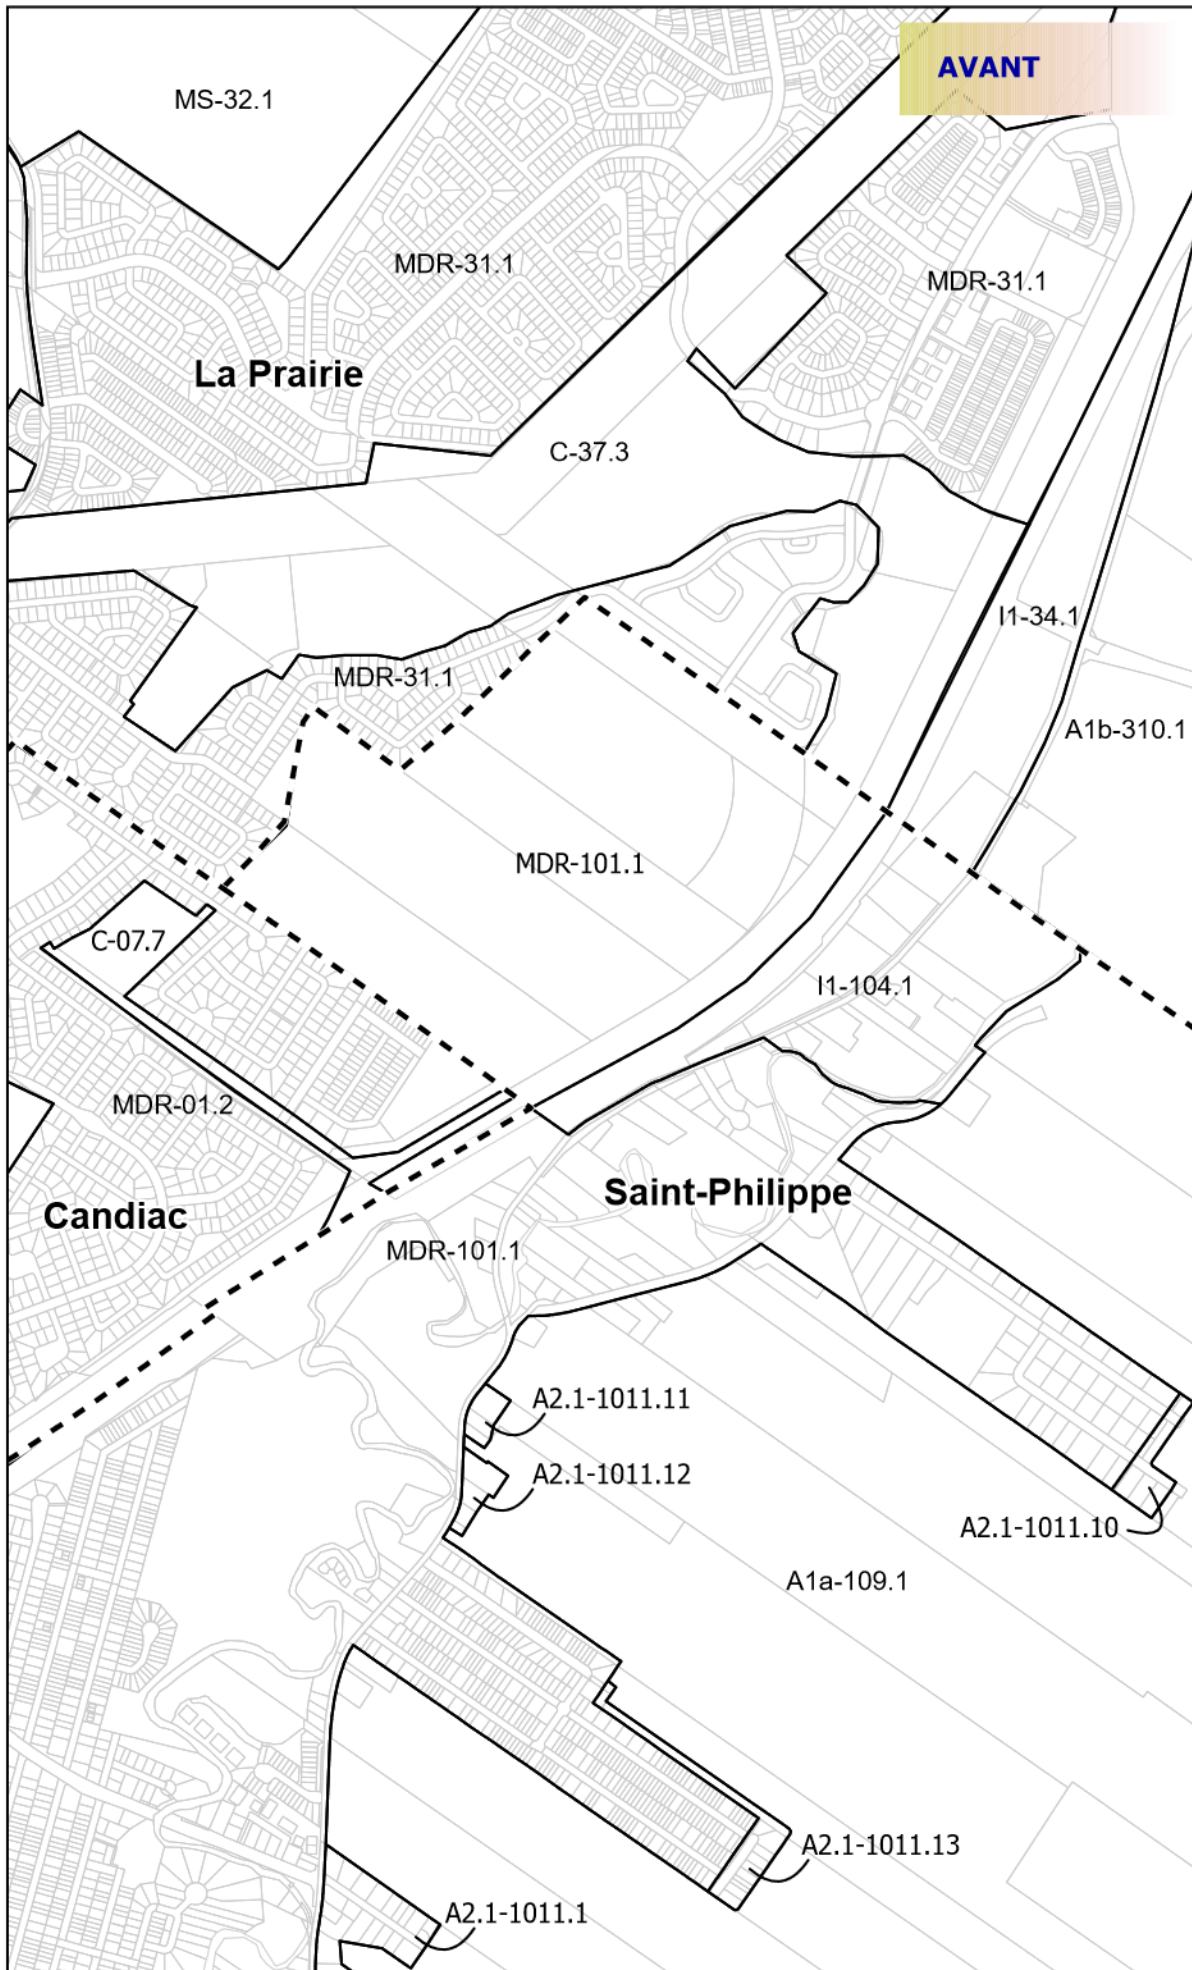 AVANT
MS-32.1
MDR-31.1
MDR-31.1
La Prairie
C-37.3
I1-34.1
MDR-31.1
A1b-310.1
MDR-101.1
C-07.7
I1-104.1
MDR-01.2
Saint-Philippe
Candiac
MDR-101.1
A2.1-1011.11
A2.1-1011.12
A2.1-1011.10
A1a-109.1
A2.1-1011.13
A2.1-1011.1